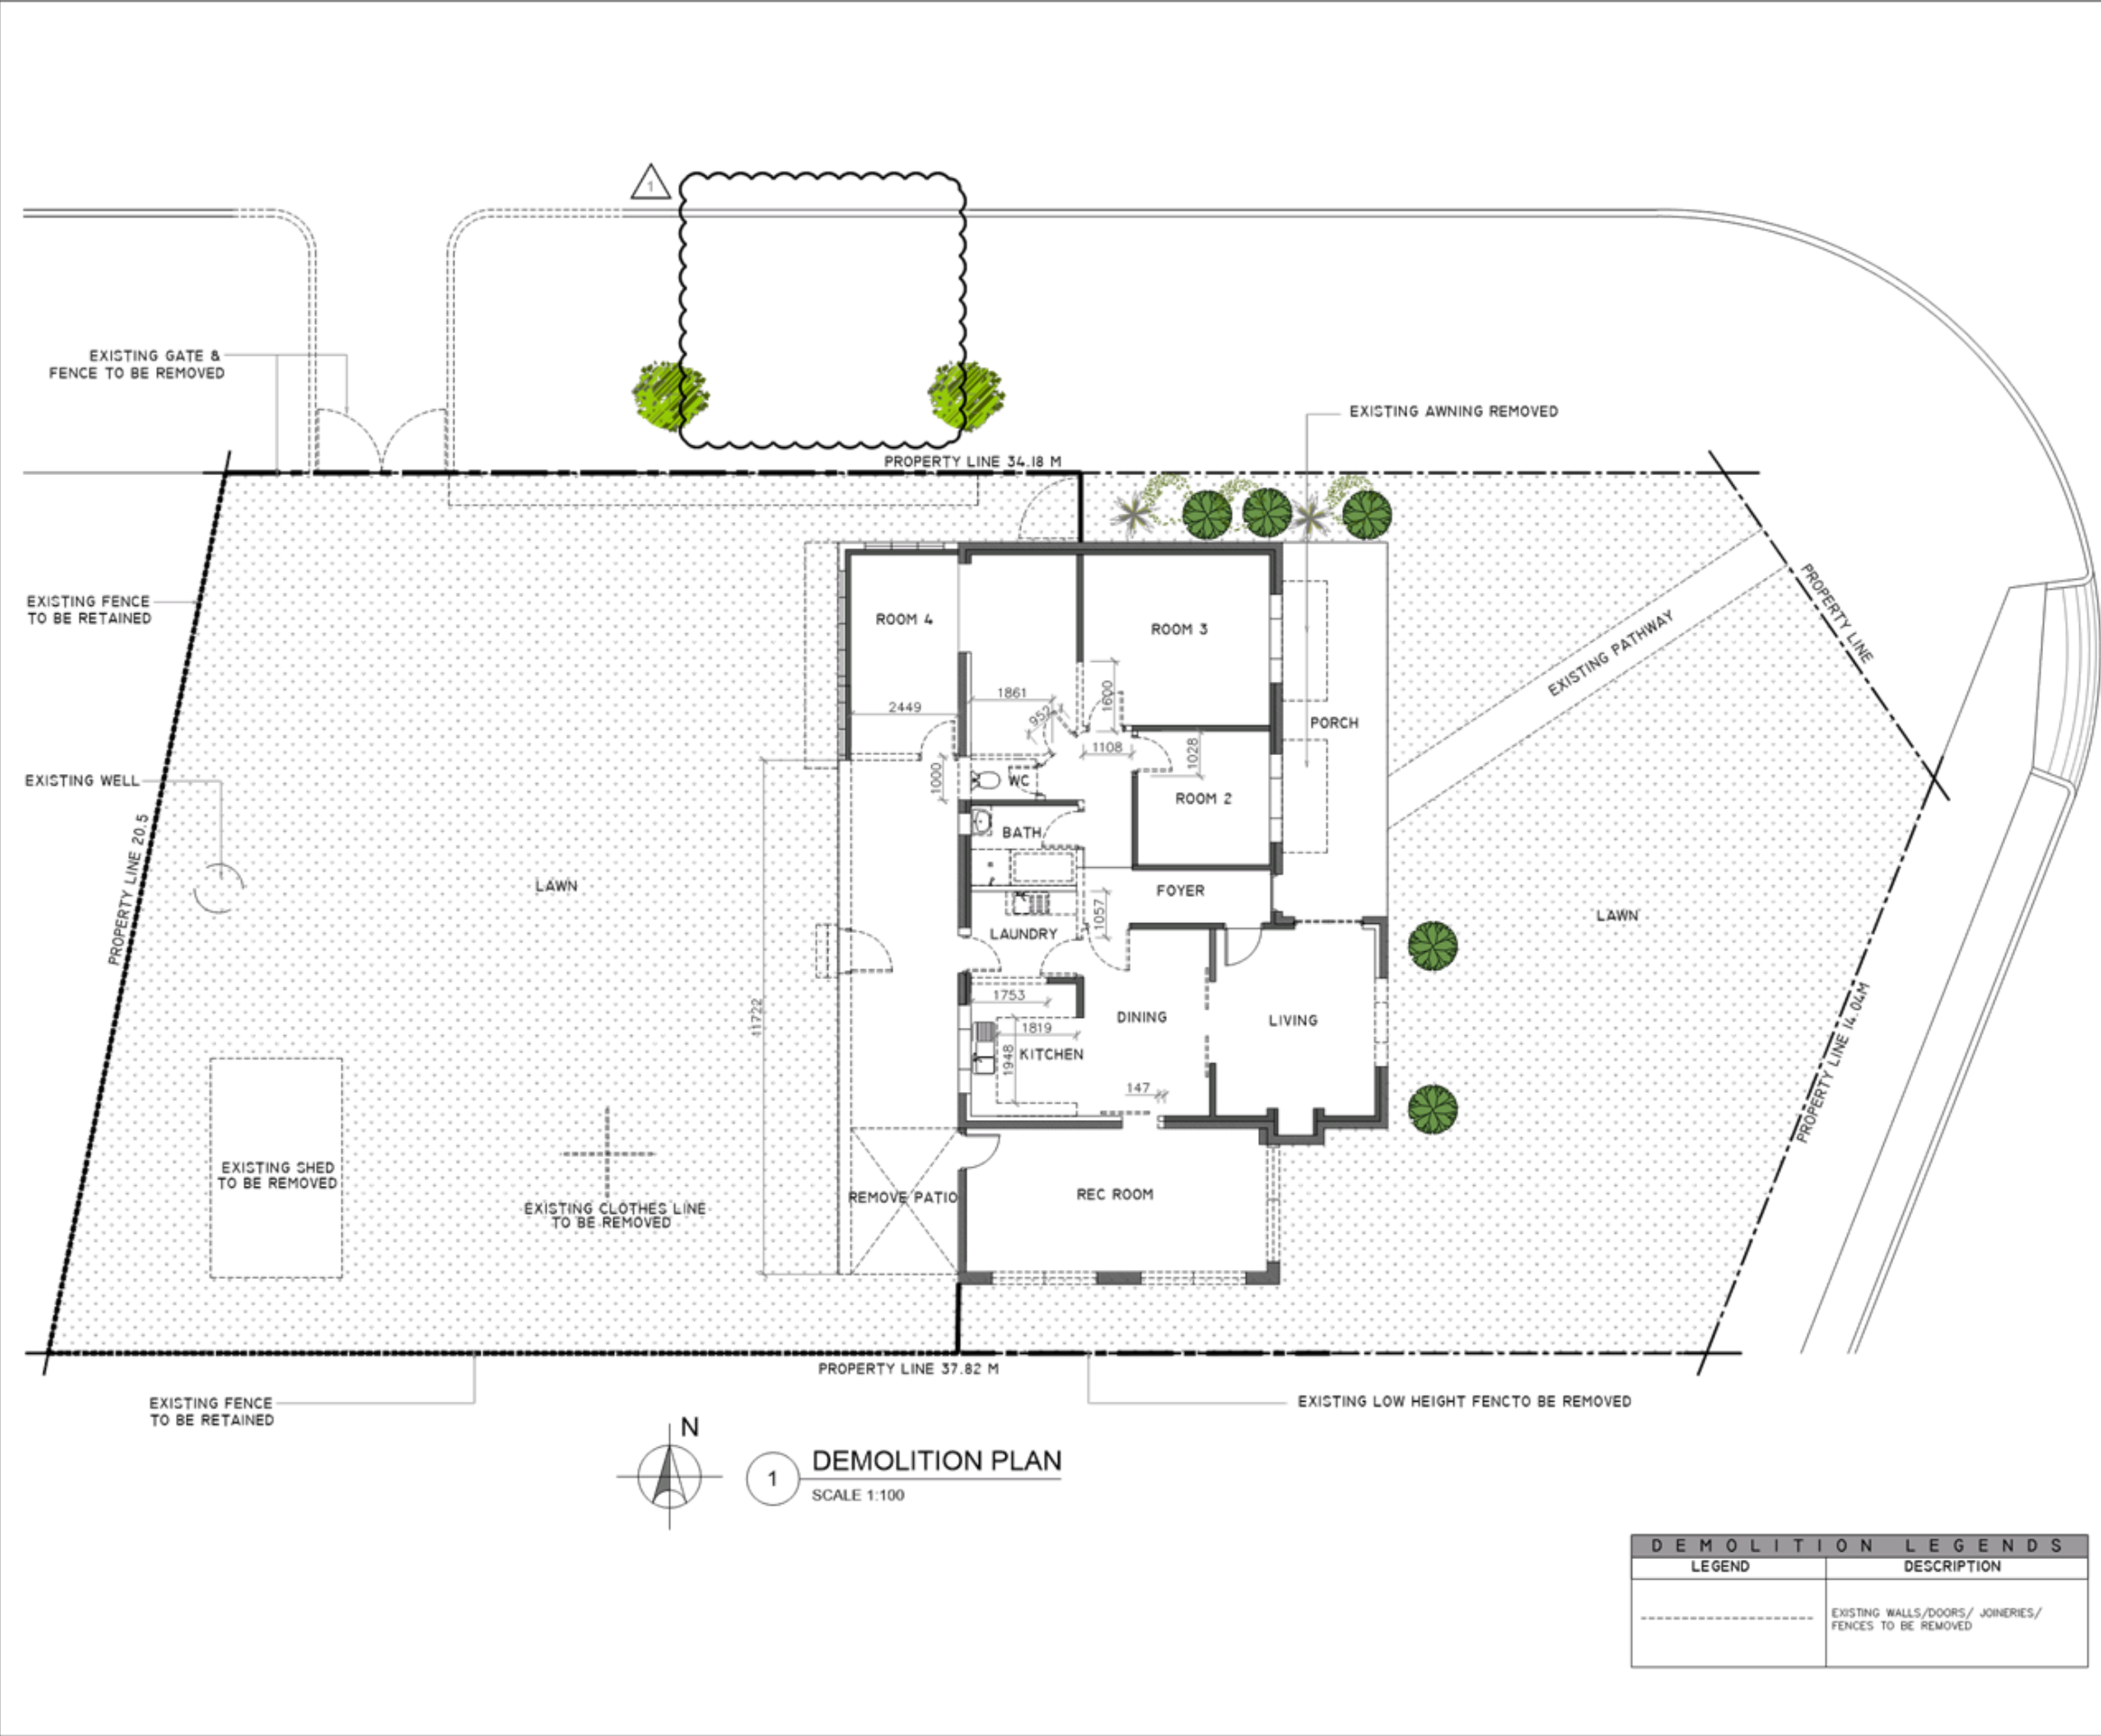 1
EXISTING GATE &
FENCE TO BE REMOVED
EXISTING AWNING REMOVED
PROPERTY LINE 34.18 M
EXISTING FENCE
TO BE RETAINED
ROOM 4
ROOM 3
PROPERTY LINE
EXISTING PATHWAY
1861
1600
2449
952
PORCH
1108
1028
EXISTING WELL
1000
WC
ROOM 2
BATH
PROPERTY LINE 20.5
LAWN
FOYER
1057
LAWN
LAUNDRY
1753
11722
DINING
LIVING
1819
1948
KITCHEN
PROPERTY LINE 14.04M
147
EXISTING SHED
TO BE REMOVED
REMOVE PATIO
REC ROOM
EXISTING CLOTHES LINE
TO BE REMOVED
PROPERTY LINE 37.82 M
EXISTING FENCE
TO BE RETAINED
EXISTING LOW HEIGHT FENCTO BE REMOVED
N
1
DEMOLITION PLAN
SCALE 1:100
DEMOLITION LEGENDS
LEGEND
DESCRIPTION
EXISTING WALLS/DOORS/ JOINERIES/
FENCES TO BE REMOVED